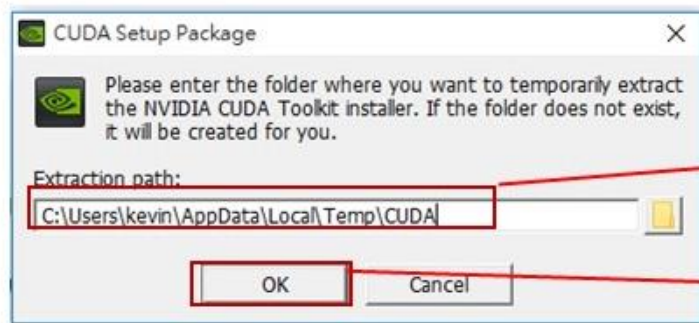 CUDA Setup Package
Please enter the folder where you want to temporarily extract
the NVIDIA CUDA Toolkit installer. If the folder does not exist,
it will be created for you.
Extraction path:
C:\Users\kevin\AppData\Local\Temp\CUDA
OK
Cancel